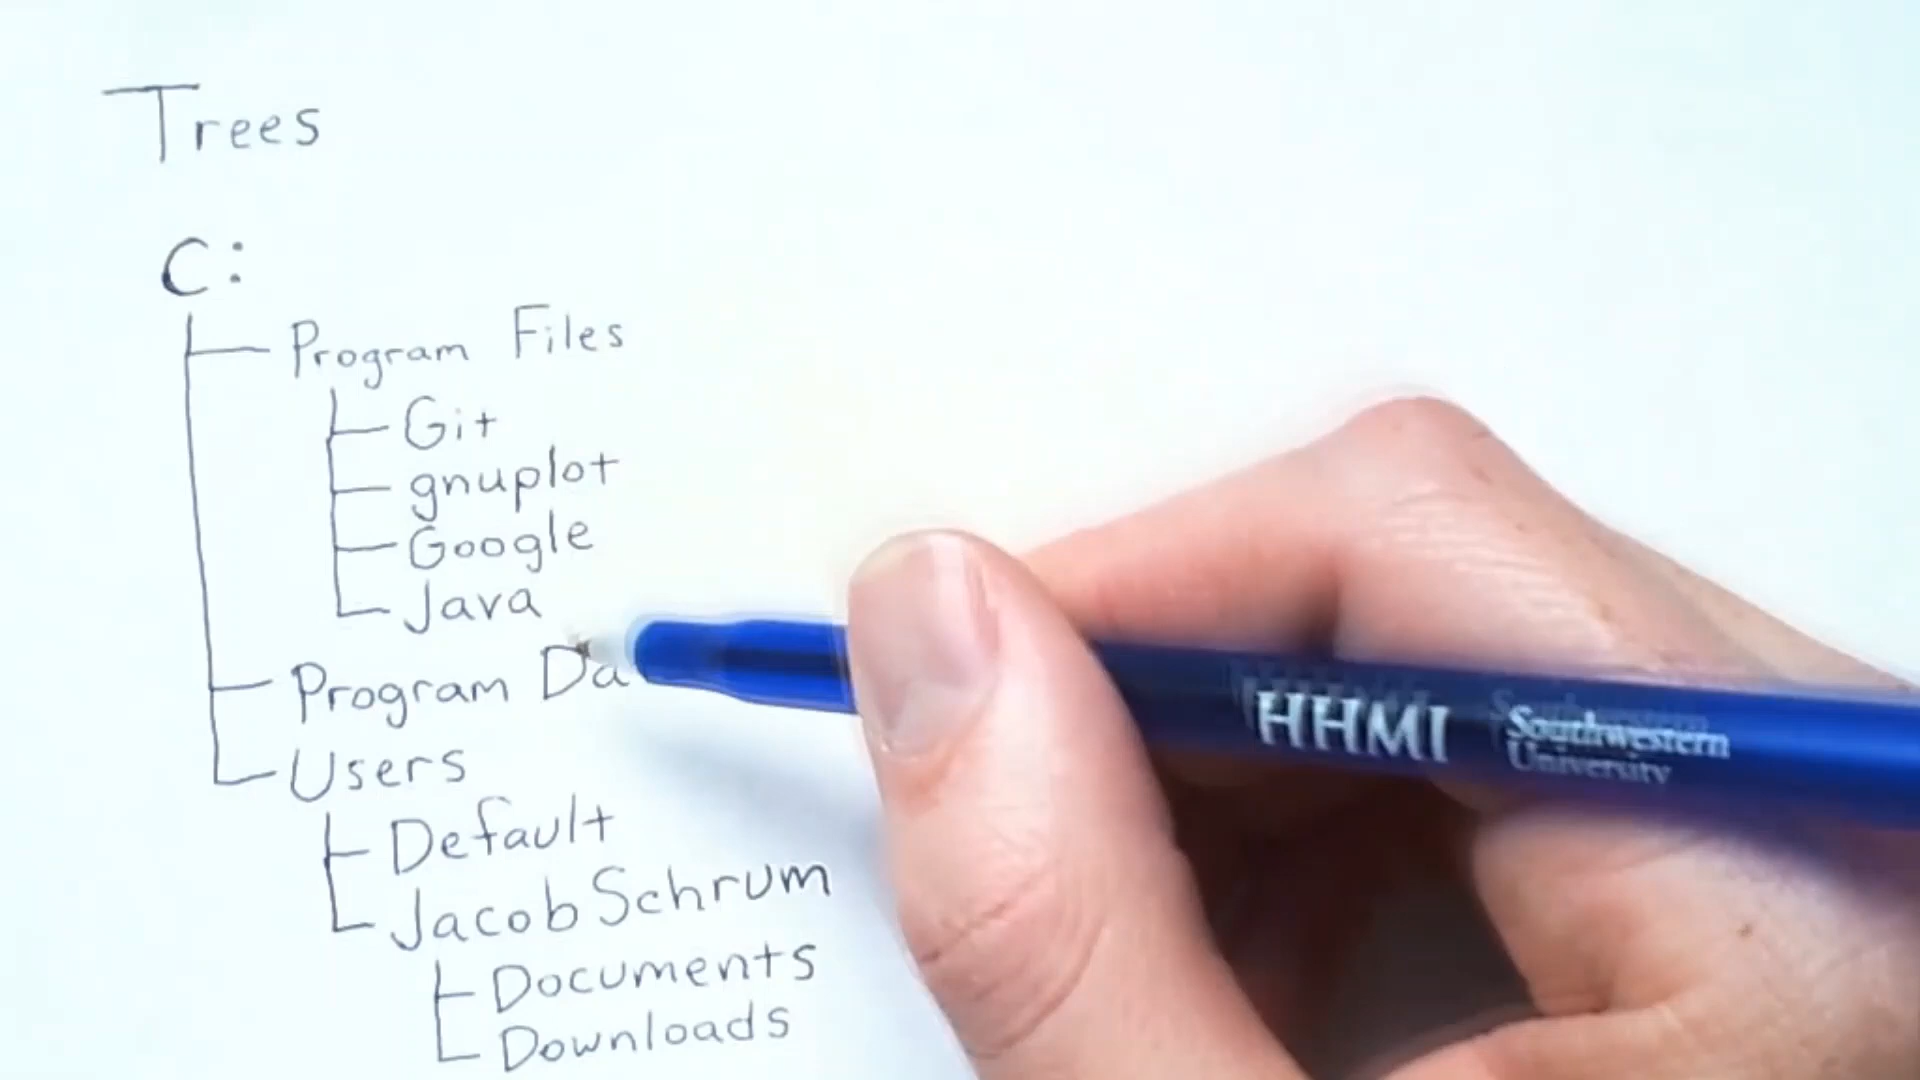 Trees
C:
Program Files
Git
gnuplot
Google
Java
Program Da
Users
Default
JacobSchrum
Documents
Downloads
HHMI
Southwestern
University